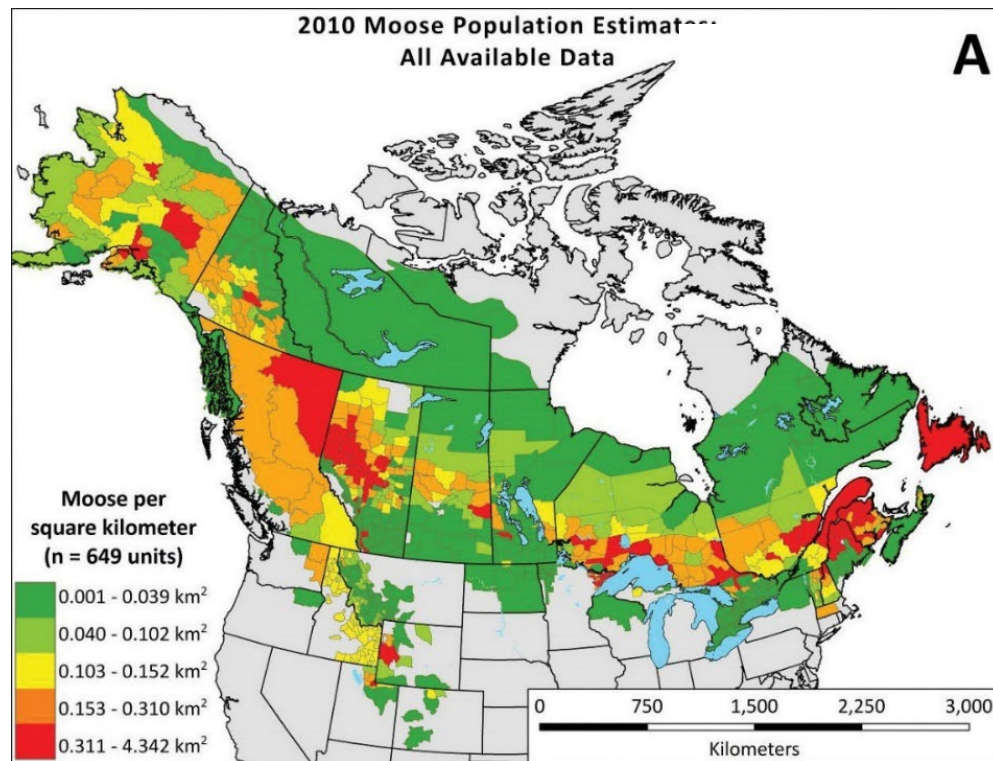 2010 Moose Population Estimates:
All Available Data
A
Moose per
square kilometer
(n = 649 units)
0.001 - 0.039 km²
0.040 - 0.102 km²
0.103 - 0.152 km²
0.153 - 0.310 km²
0.311 - 4.342 km²
0 750 1,500 2,250 3,000
Kilometers